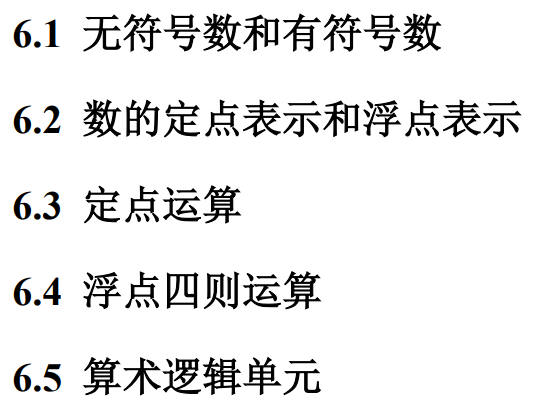 6.1 无符号数和有符号数
6.2 数的定点表示和浮点表示
6.3 定点运算
6.4 浮点四则运算
6.5 算术逻辑单元